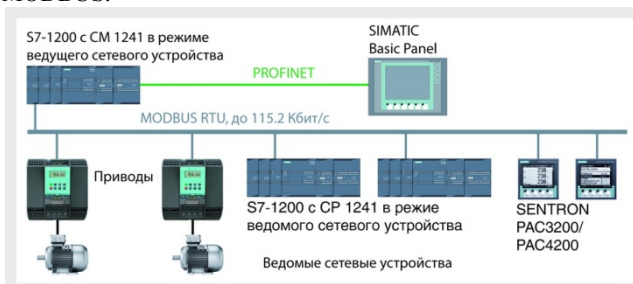 MODBUS.
S7-1200 с CM 1241 в режиме
ведущего сетевого устройства
SIMATIC
Basic Panel
PROFINET
MODBUS RTU, до 115.2 Кбит/с
Приводы
S7-1200 с CP 1241 в режие
ведомого сетевого устройства
SENTRON
PAC3200/
PAC4200
Ведомые сетевые устройства